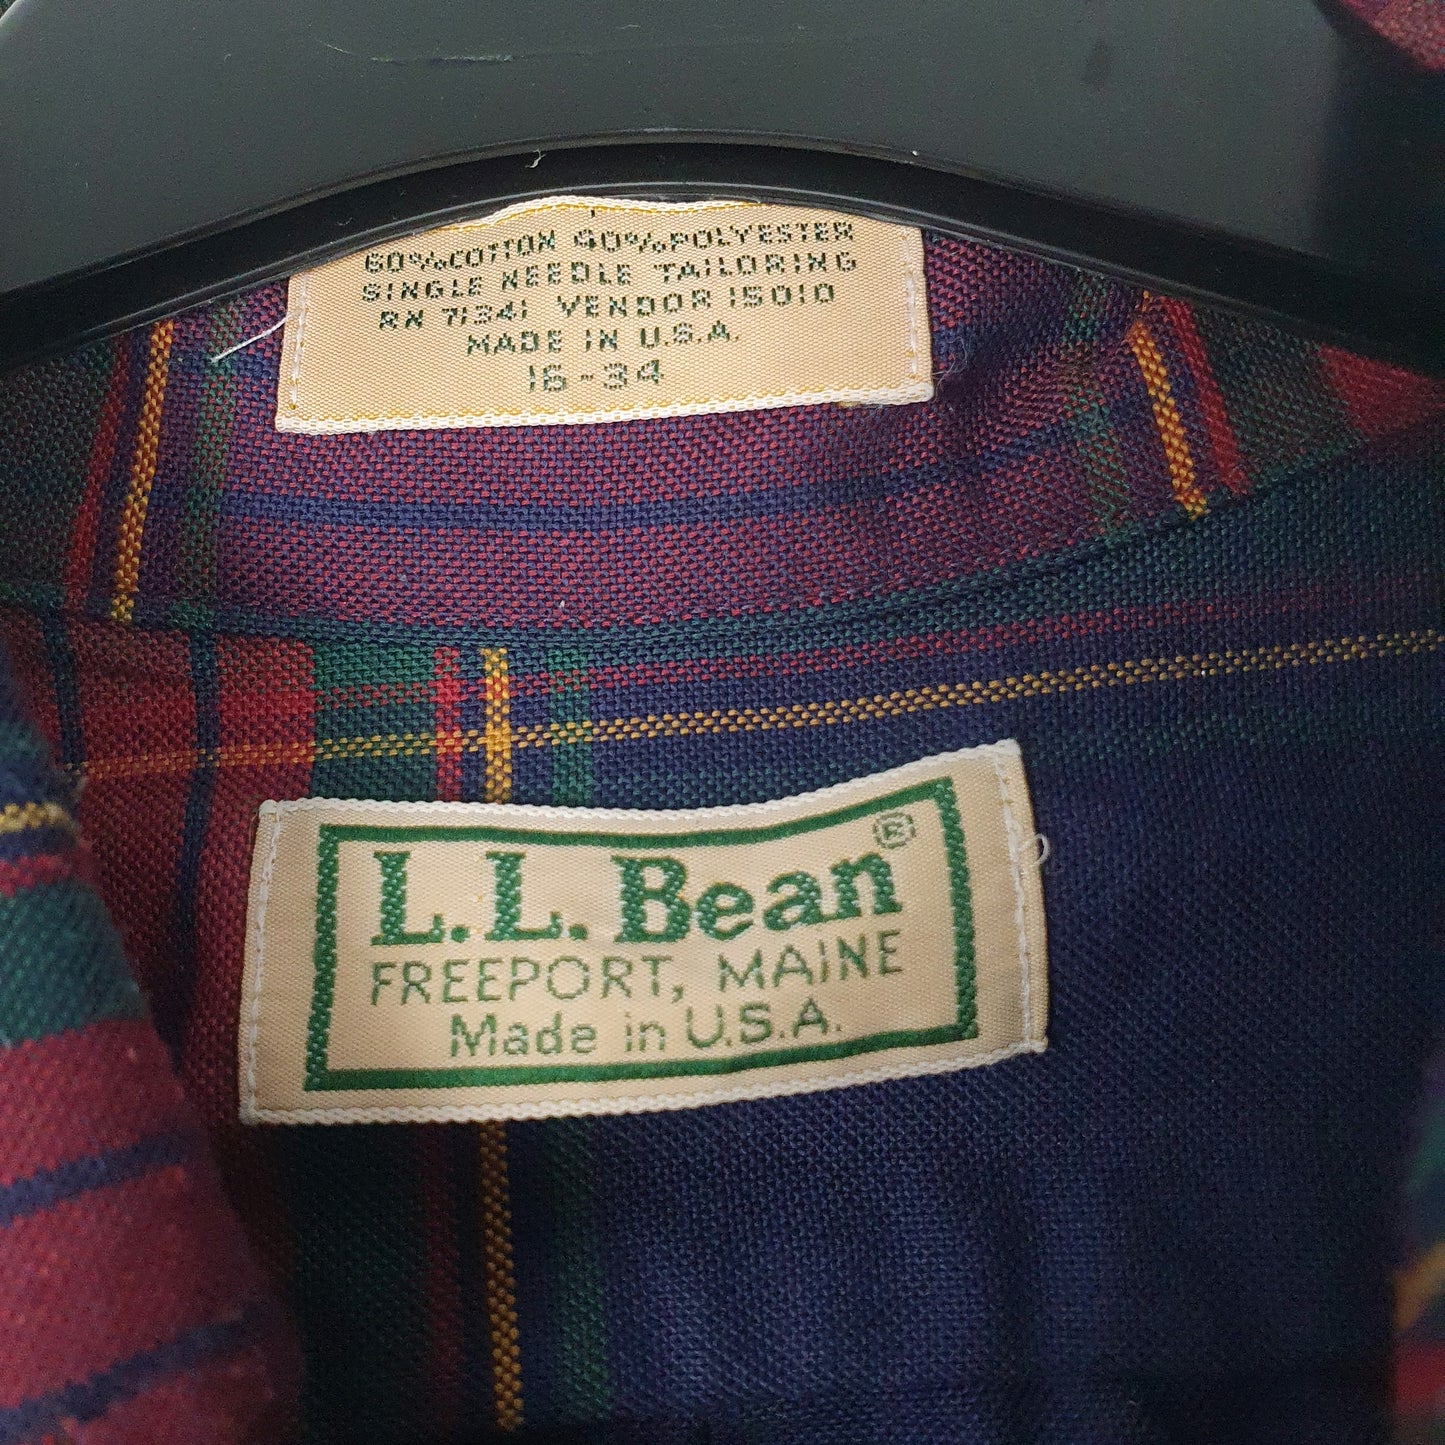 60% COTTON 40% POLYESTER
SINGLE NEEDLE TAILORING
RN 71341 VENDOR 15010
MADE IN U.S.A.
16-34
L.L.Bean®
FREEPORT, MAINE
Made in U.S.A.